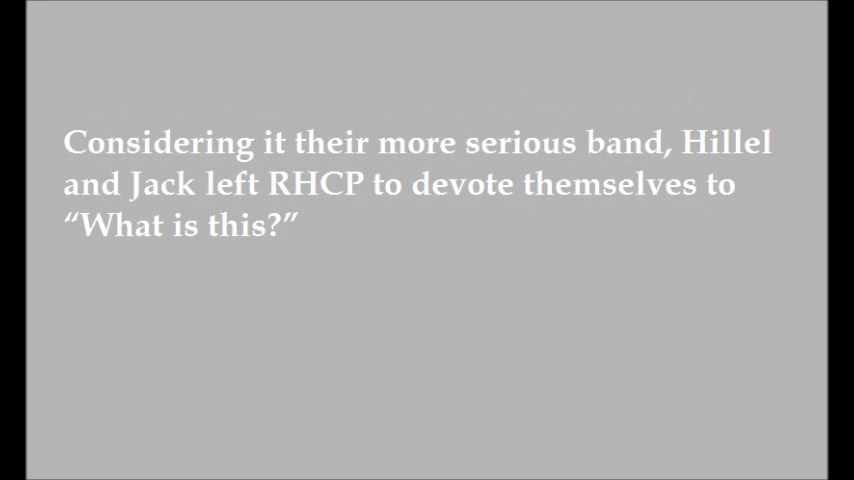 Considering it their more serious band, Hillel
and Jack left RHCP to devote themselves to
“What is this?”